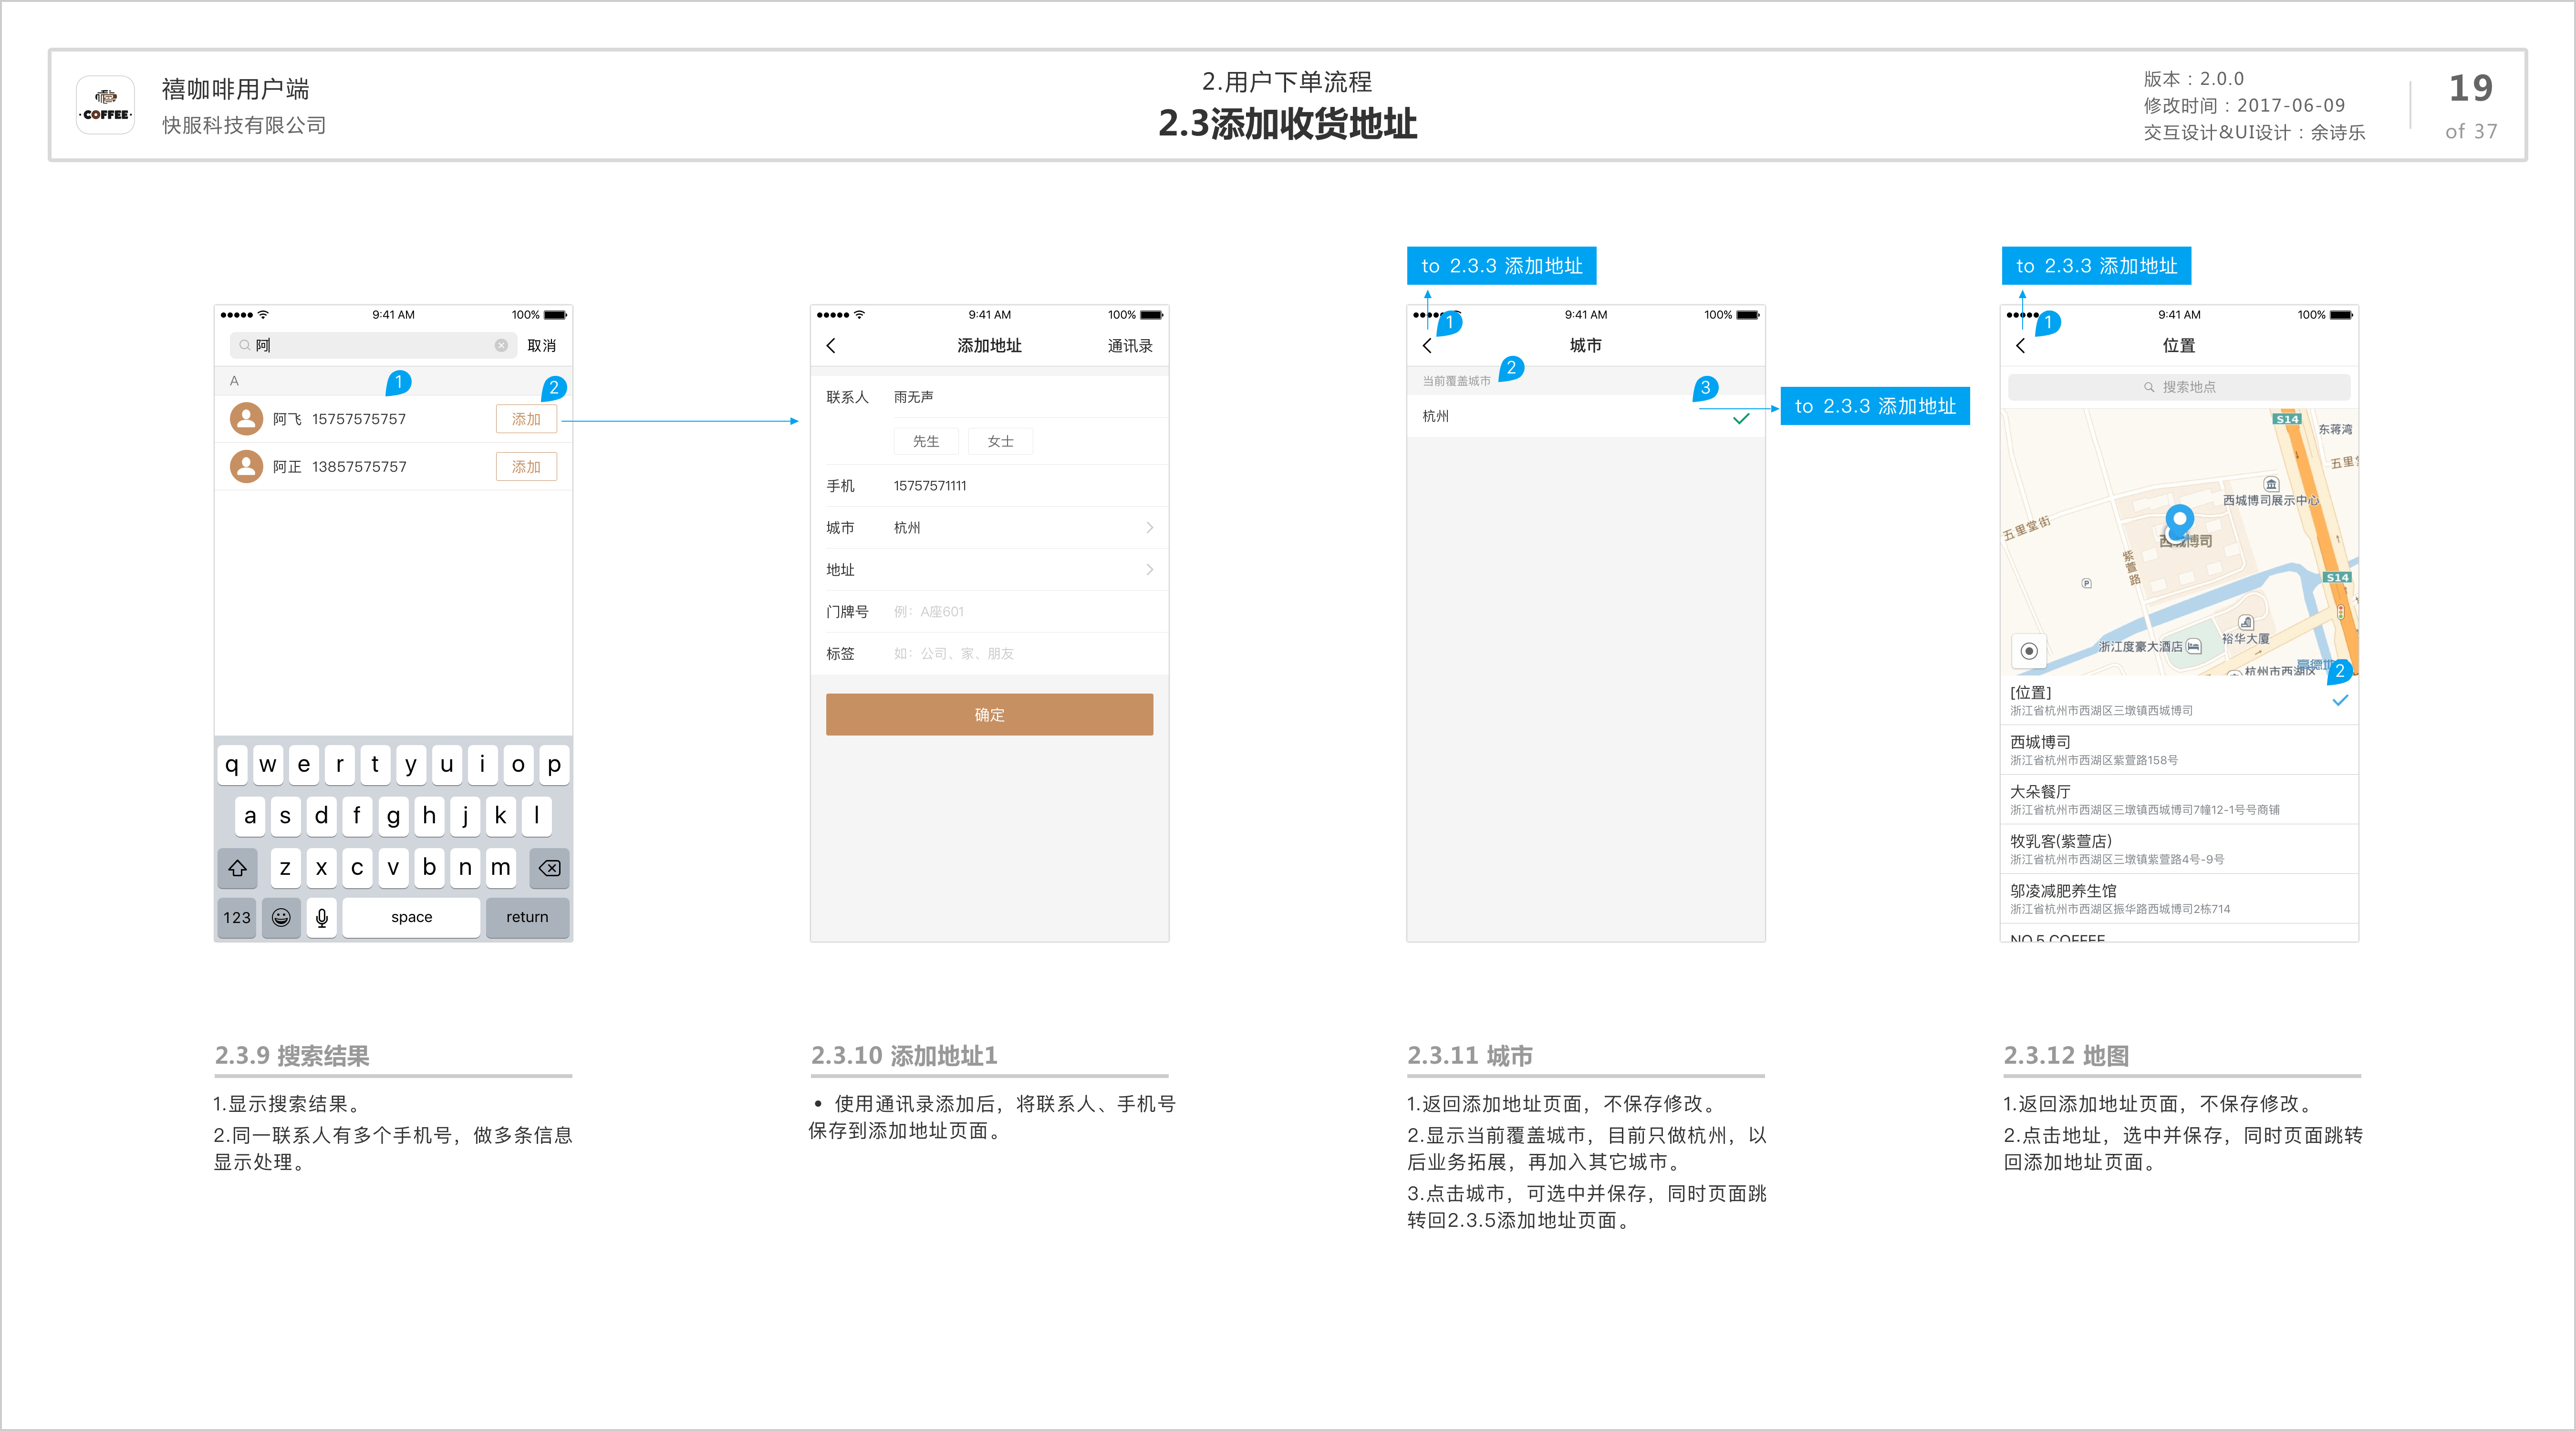 COFFEE
禧咖啡用户端
快服科技有限公司
2.用户下单流程
2.3添加收货地址
版本：2.0.0
修改时间：2017-06-09
交互设计&UI设计：余诗乐
19
of 37
9:41 AM
100%
阿
取消
A
1
2
阿飞 15757575757
添加
阿正 13857575757
添加
q w e r t y u i o p
a s d f g h j k l
z x c v b n m
123
space
return
9:41 AM
100%
添加地址
通讯录
联系人
雨无声
先生
女士
手机
15757571111
城市
杭州
地址
门牌号
例：A座601
标签
如：公司、家、朋友
确定
to 2.3.3 添加地址
9:41 AM
100%
1
城市
当前覆盖城市
2
3
杭州
to 2.3.3 添加地址
to 2.3.3 添加地址
9:41 AM
100%
1
位置
搜索地点
S14
东蒋湾
五里
西城博司展示中心
五里堂街
西城博司
紫萱路
P
S14
裕华大厦
浙江度豪大酒店
杭州市西湖区
2
[位置]
浙江省杭州市西湖区三墩镇西城博司
西城博司
浙江省杭州市西湖区紫萱路158号
大朵餐厅
浙江省杭州市西湖区三墩镇西城博司7幢12-1号号商铺
牧乳客(紫萱店)
浙江省杭州市西湖区三墩镇紫萱路4号-9号
邬凌减肥养生馆
浙江省杭州市西湖区振华路西城博司2栋714
NO.5 COFFEE
2.3.9 搜索结果
1.显示搜索结果。
2.同一联系人有多个手机号，做多条信息
显示处理。
2.3.10 添加地址1
• 使用通讯录添加后，将联系人、手机号
保存到添加地址页面。
2.3.11 城市
1.返回添加地址页面，不保存修改。
2.显示当前覆盖城市，目前只做杭州，以
后业务拓展，再加入其它城市。
3.点击城市，可选中并保存，同时页面跳
转回2.3.5添加地址页面。
2.3.12 地图
1.返回添加地址页面，不保存修改。
2.点击地址，选中并保存，同时页面跳转
回添加地址页面。